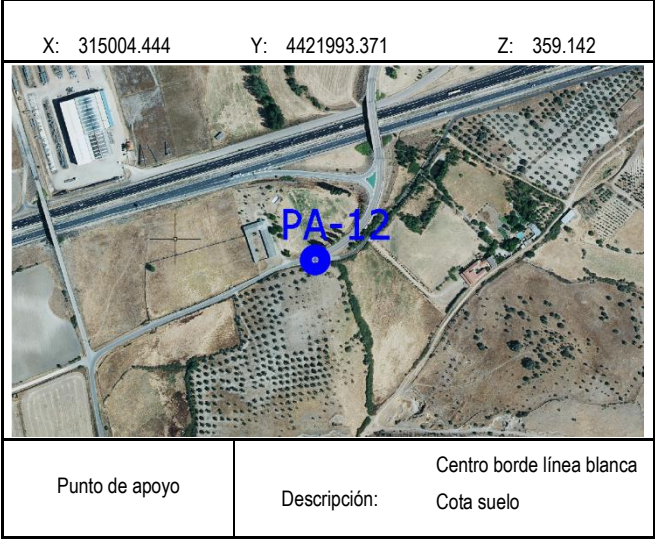 X: 315004.444 Y: 4421993.371 Z: 359.142
PA-12
Punto de apoyo
Descripción:
Centro borde línea blanca
Cota suelo